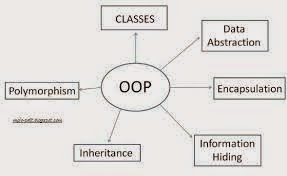 CLASSES
Data
Abstraction
Polymorphism
OOP
Encapsulation
Inheritance
Information
Hiding